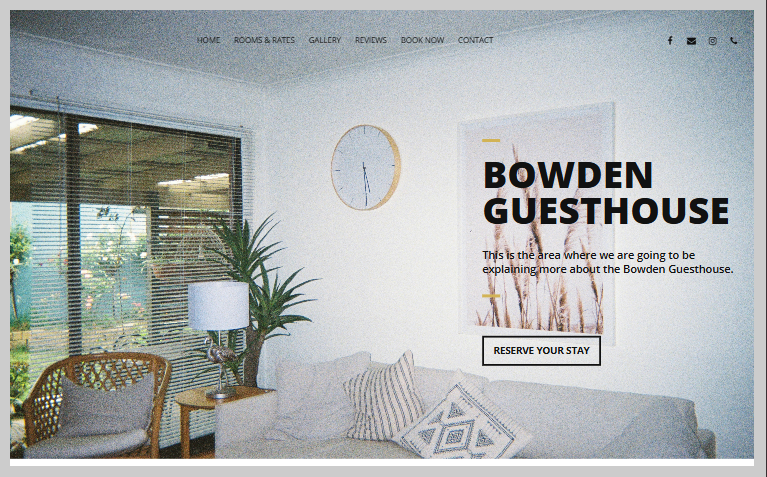 HOME ROOMS & RATES GALLERY REVIEWS BOOK NOW CONTACT
BOWDEN
GUESTHOUSE
This is the area where we are going to be
explaining more about the Bowden Guesthouse.
RESERVE YOUR STAY